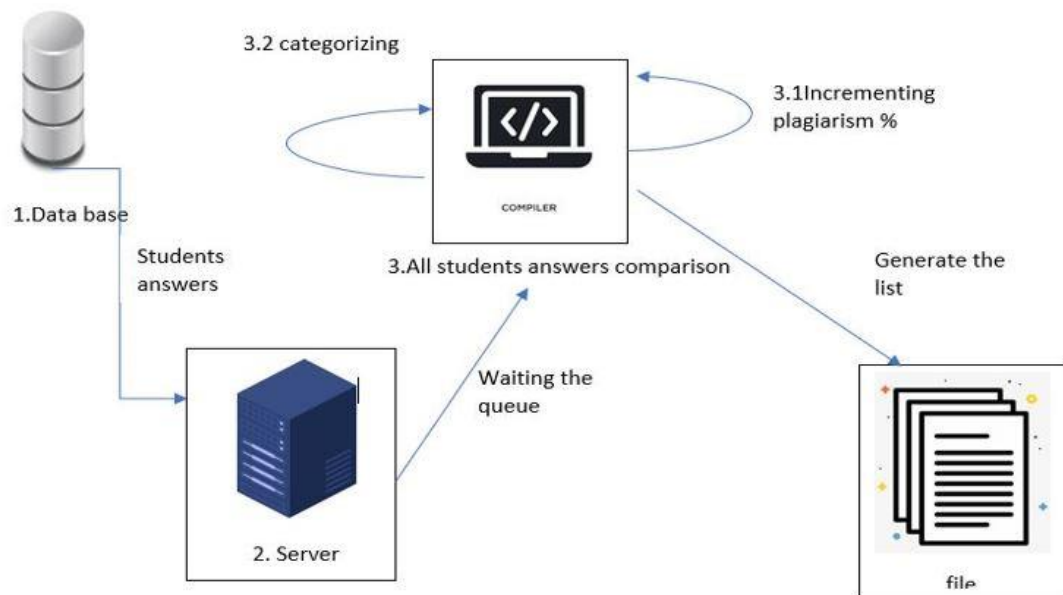 3.2 categorizing
3.1Incrementing
plagiarism %
</>
COMPILER
1.Data base
Students
answers
3.All students answers comparison
Generate the
list
Waiting the
queue
2. Server
file